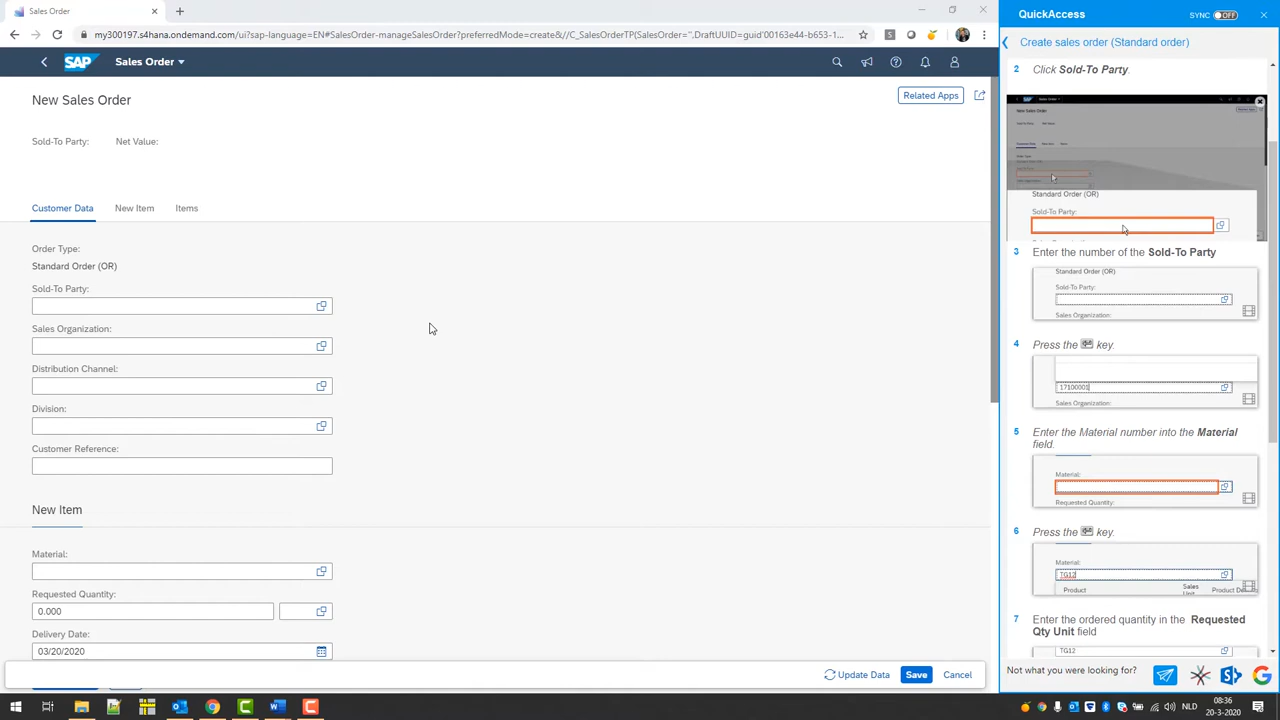 Sales Order
QuickAccess
SYNC OFF
my300197.s4hana.ondemand.com/ui?sap-language=EN#SalesOrder-manageSalesOrder?preferredMode=create&//C_SalesOrderTP(SalesOrder='',DraftUUID=guid'00163e44-b653-1...
Create sales order (Standard order)
SAP Sales Order
2 Click Sold-To Party.
New Sales Order
Related Apps
Sold-To Party: Net Value:
Standard Order (OR)
Sold-To Party:
Customer Data New Item Items
3 Enter the number of the Sold-To Party
Standard Order (OR)
Sold-To Party:
Sales Organization:
Order Type:
Standard Order (OR)
Sold-To Party:
Sales Organization:
Distribution Channel:
Division:
Customer Reference:
4 Press the key.
17100001
Sales Organization:
5 Enter the Material number into the Material
field.
Material:
Requested Quantity:
New Item
6 Press the key.
Material:
TG12
Product Sales
Unit
Material:
Requested Quantity:
0.000
Delivery Date:
03/20/2020
7 Enter the ordered quantity in the Requested
Qty Unit field
TG12
Update Data Save Cancel
Not what you were looking for?
NLD
08:36
20-3-2020